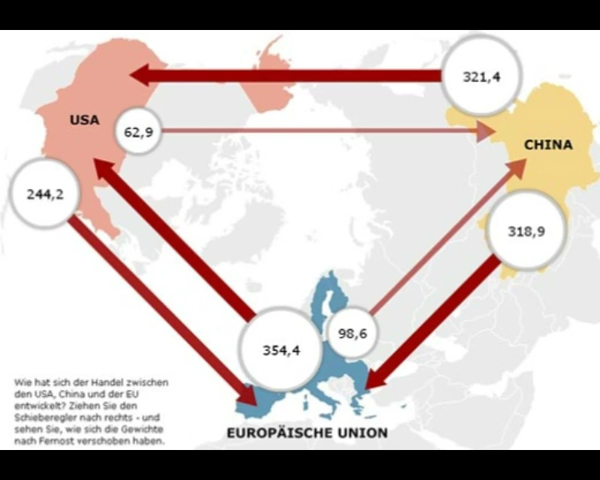 321,4
USA
62,9
CHINA
244,2
318,9
98,6
354,4
Wie hat sich der Handel zwischen
den USA, China und der EU
entwickelt? Ziehen Sie den
Schieberegler nach rechts - und
sehen Sie, wie sich die Gewichte
nach Fernost verschoben haben.
EUROPÄISCHE UNION